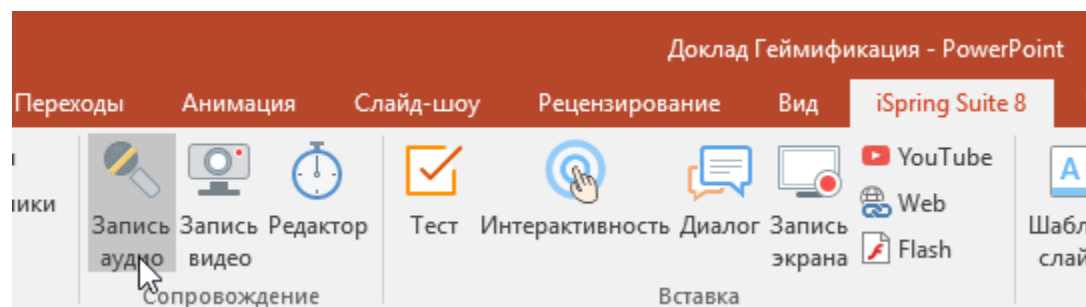 Доклад Геймификация - PowerPoint
Переходы Анимация Слайд-шоу Рецензирование Вид iSpring Suite 8
Запись аудио
Запись видео
Редактор
Тест
Интерактивность
Диалог
Запись экрана
YouTube
Web
Flash
Сопровождение
Вставка